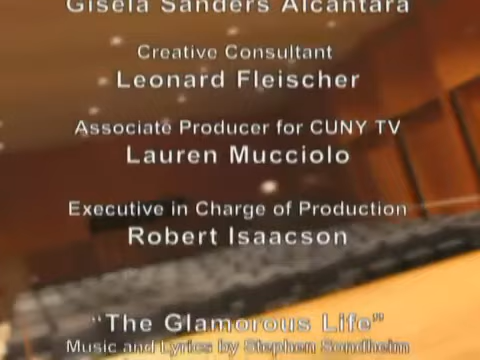 Gisela Sanders Alcantara
Creative Consultant
Leonard Fleischer
Associate Producer for CUNY TV
Lauren Mucciolo
Executive in Charge of Production
Robert Isaacson
“The Glamorous Life”
Music and Lyrics by Stephen Sondheim